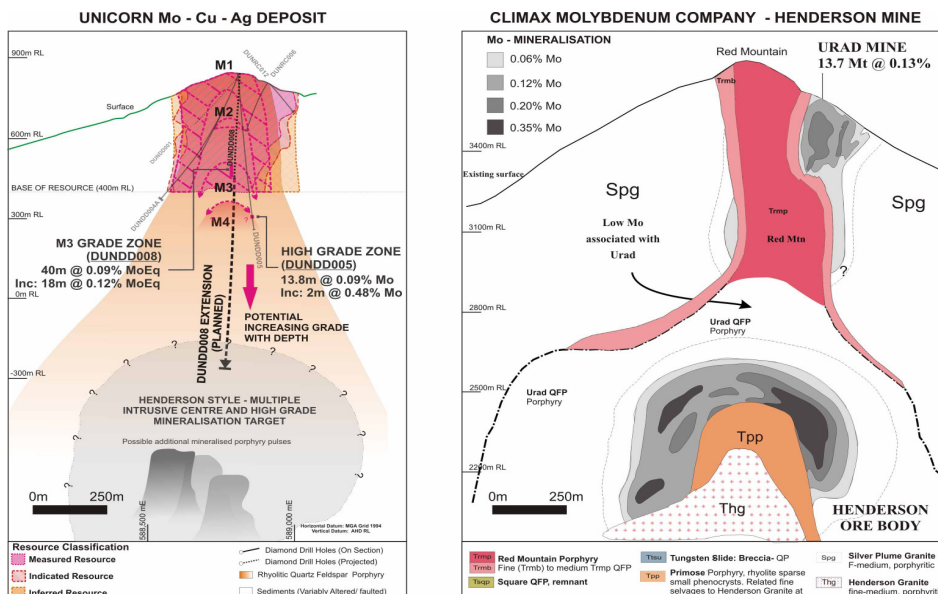 UNICORN Mo - Cu - Ag DEPOSIT
900m RL
600m RL
300m RL
0m RL
-300m RL
Surface
BASE OF RESOURCE (400m RL)
M1
M2
M3
M4
DUNRC012
DUNRC006
DUNDD001
DUNDD008
DUNDD004A
DUNDD005
?
M3 GRADE ZONE
(DUNDD008)
40m @ 0.09% MoEq
Inc: 18m @ 0.12% MoEq
HIGH GRADE ZONE
(DUNDD005)
13.8m @ 0.09% Mo
Inc: 2m @ 0.48% Mo
DUNDD008 EXTENSION
(PLANNED)
POTENTIAL
INCREASING GRADE
WITH DEPTH
? ? ? ? ? ? ? ?
HENDERSON STYLE - MULTIPLE
INTRUSIVE CENTRE AND HIGH GRADE
MINERALISATION TARGET
Possible additional mineralised porphyry pulses
0m 250m
588,500 mE
589,000 mE
Horizontal Datum: MGA Grid 1994
Vertical Datum: AHD RL
Resource Classification
Measured Resource
Indicated Resource
Inferred Resource
Diamond Drill Holes (On Section)
Diamond Drill Holes (Projected)
Rhyolitic Quartz Feldspar Porphyry
Sediments (Variably Altered/ faulted)
CLIMAX MOLYBDENUM COMPANY - HENDERSON MINE
Mo - MINERALISATION
0.06% Mo
0.12% Mo
0.20% Mo
0.35% Mo
Red Mountain
URAD MINE
13.7 Mt @ 0.13%
Trmb
3400m RL
Existing surface
3100m RL
2800m RL
2500m RL
2200m RL
Spg
Spg
Trmp
Red Mtn
?
Low Mo
associated with
Urad
Urad QFP
Porphyry
Urad QFP
Porphyry
Tpp
Thg
0m 250m
HENDERSON
ORE BODY
Trmp Red Mountain Porphyry
Trmb Fine (Trmb) to medium Trmp QFP
Tsqp Square QFP, remnant
Ttsu Tungsten Slide: Breccia- QP
Tpp Primose Porphyry, rhyolite sparse
small phenocrysts. Related fine
selvages to Henderson Granite at
Spg Silver Plume Granite
F-medium, porphyritic
Thg Henderson Granite
fine-medium, porphyritic